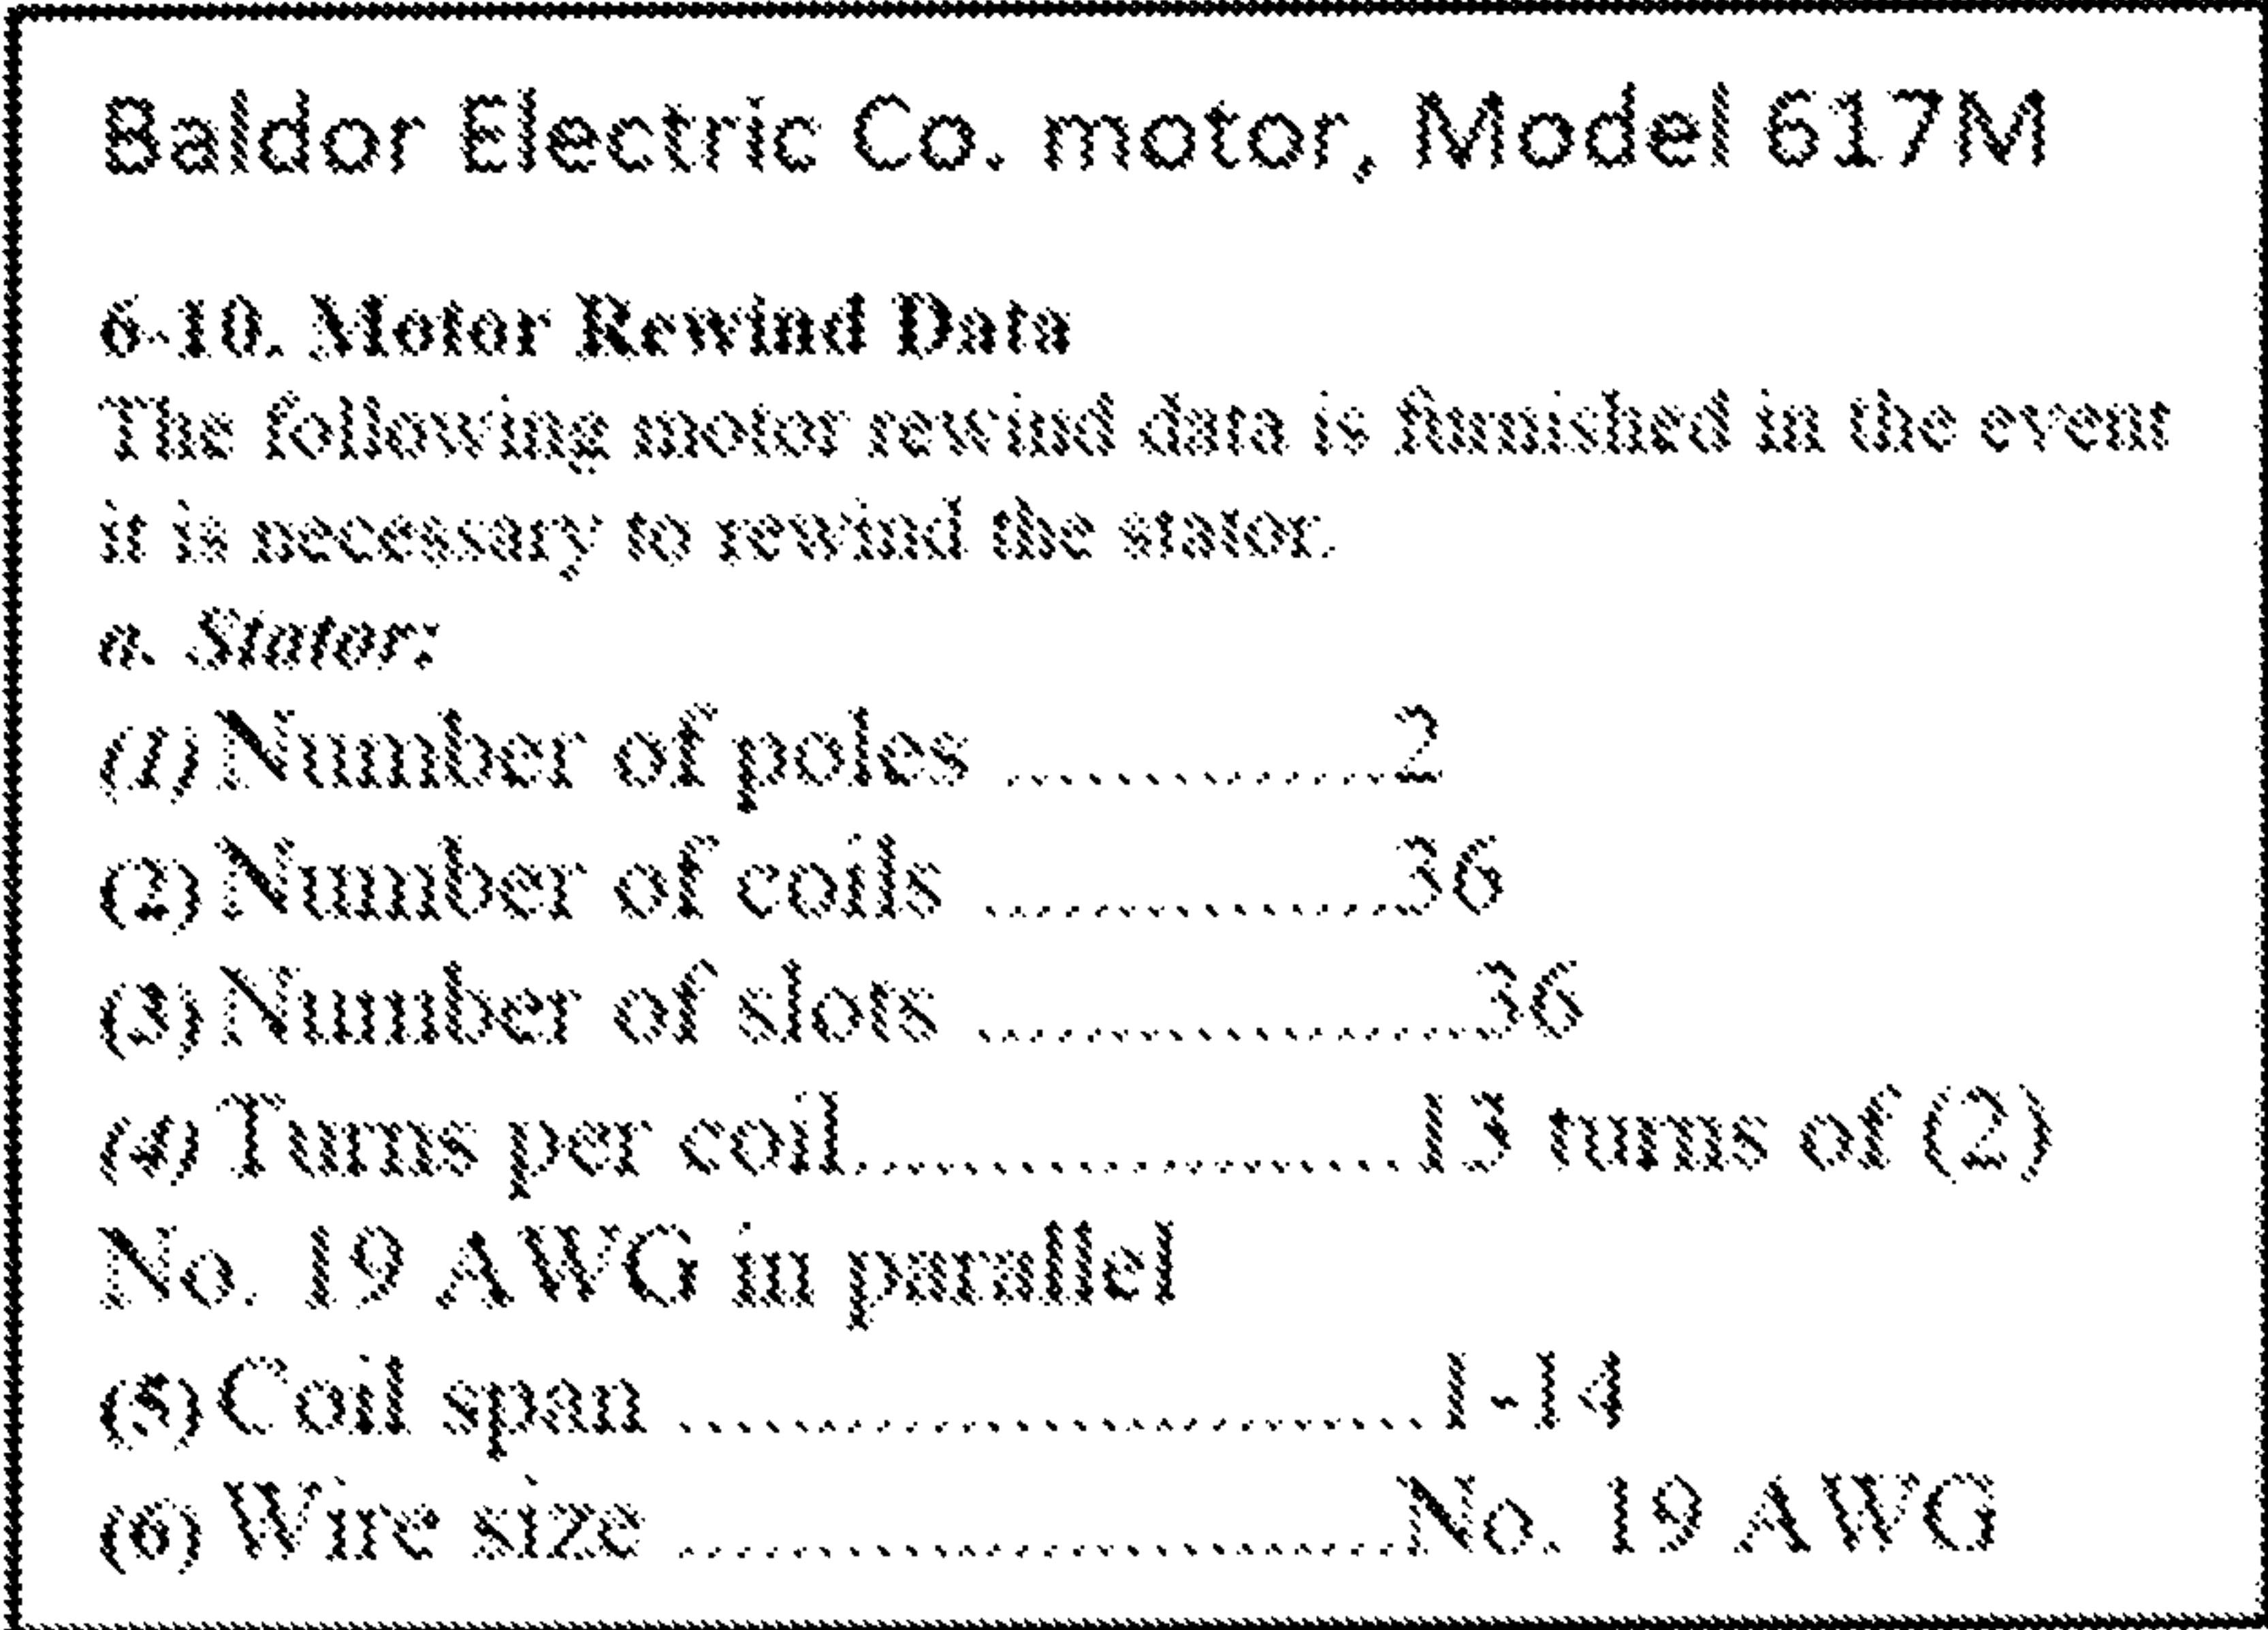 Baldor Electric Co. motor, Model 617M
6-10. Motor Rewind Data
The following motor rewind data is furnished in the event
it is necessary to rewind the stator.
a. Stator:
(1) Number of poles ..............2
(2) Number of coils ................36
(3) Number of slots ...................36
(4) Turns per coil.....................13 turns of (2)
No. 19 AWG in parallel
(5) Coil span ............................1-14
(6) Wire size ..........................No. 19 AWG